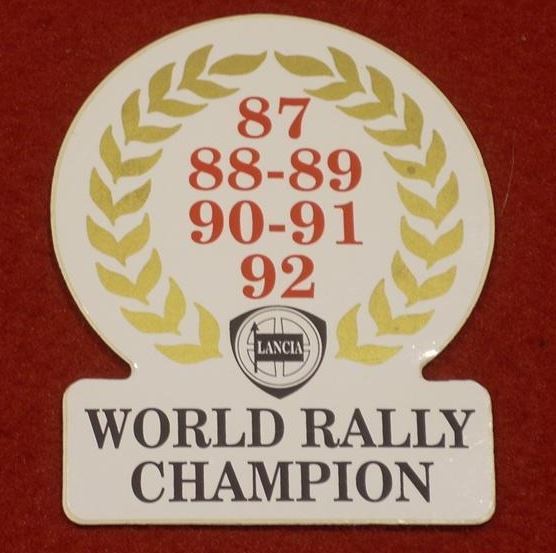 87
88-89
90-91
92
LANCIA
WORLD RALLY
CHAMPION